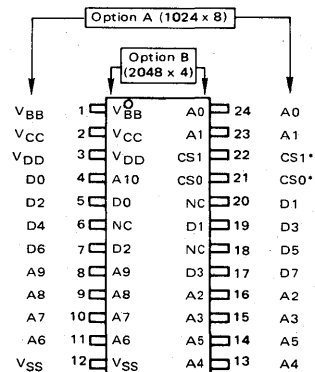 Option A (1024 x 8)
Option B
(2048 x 4)
VBB 1 VBB A0 24 A0
VCC 2 VCC A1 23 A1
VDD 3 VDD CS1 22 CS1*
D0 4 A10 CS0 21 CS0*
D2 5 D0 NC 20 D1
D4 6 NC D1 19 D3
D6 7 D2 NC 18 D5
A9 8 A9 D3 17 D7
A8 9 A8 A2 16 A2
A7 10 A7 A3 15 A3
A6 11 A6 A5 14 A5
VSS 12 VSS A4 13 A4